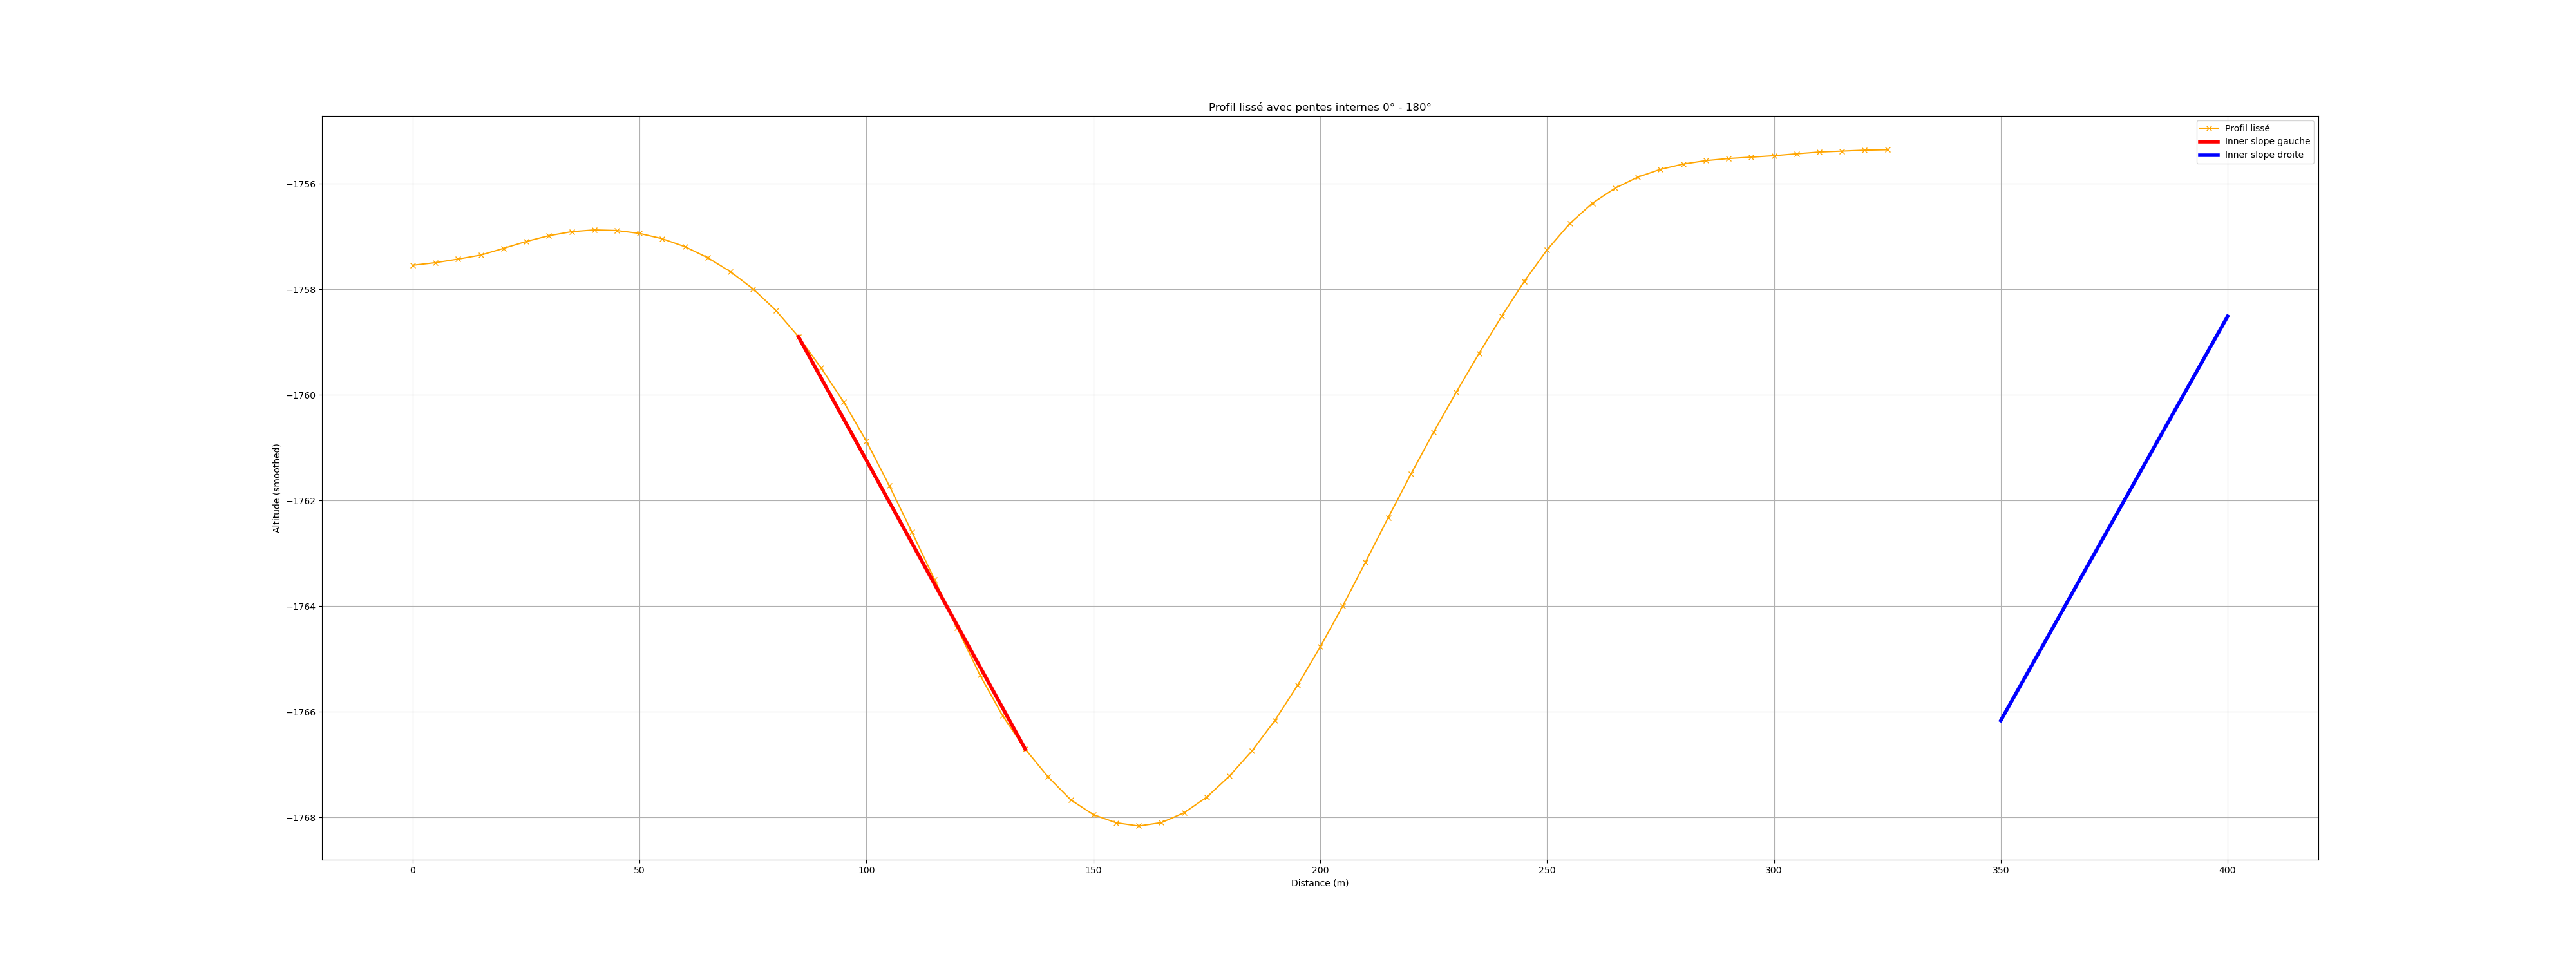 Profil lissé avec pentes internes 0° - 180°
Profil lissé
Inner slope gauche
Inner slope droite
Altitude (smoothed)
−1756
−1758
−1760
−1762
−1764
−1766
−1768
0 50 100 150 200 250 300 350 400
Distance (m)